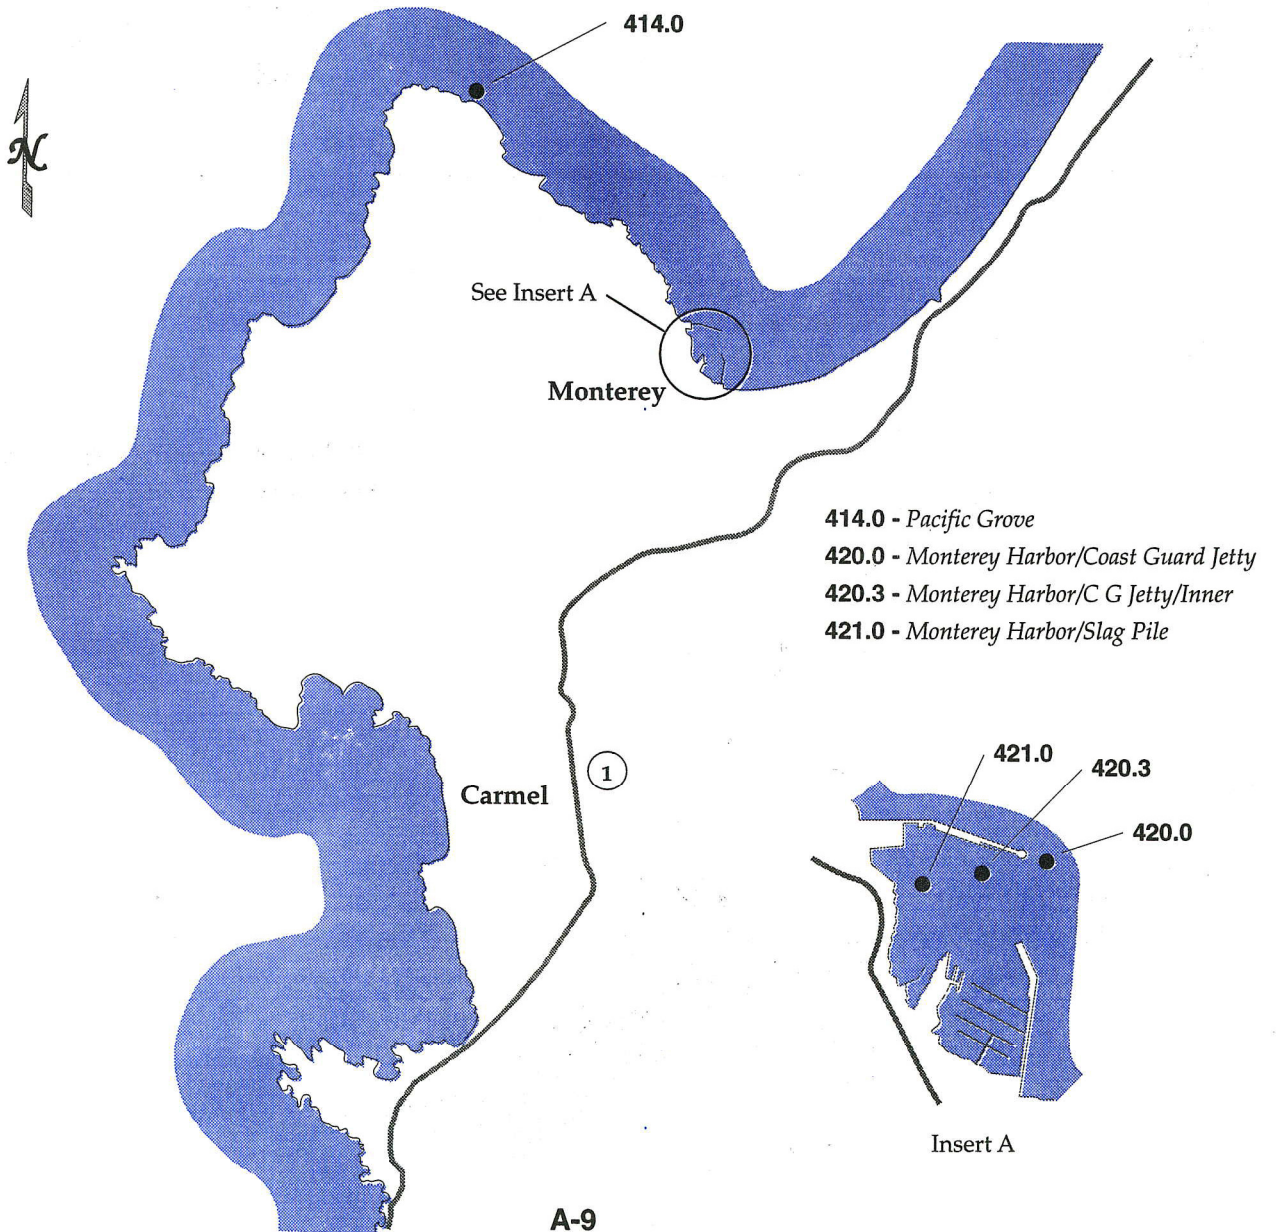 414.0
N
See Insert A
Monterey
414.0 - Pacific Grove
420.0 - Monterey Harbor/Coast Guard Jetty
420.3 - Monterey Harbor/C G Jetty/Inner
421.0 - Monterey Harbor/Slag Pile
Carmel
1
421.0
420.3
420.0
Insert A
A-9